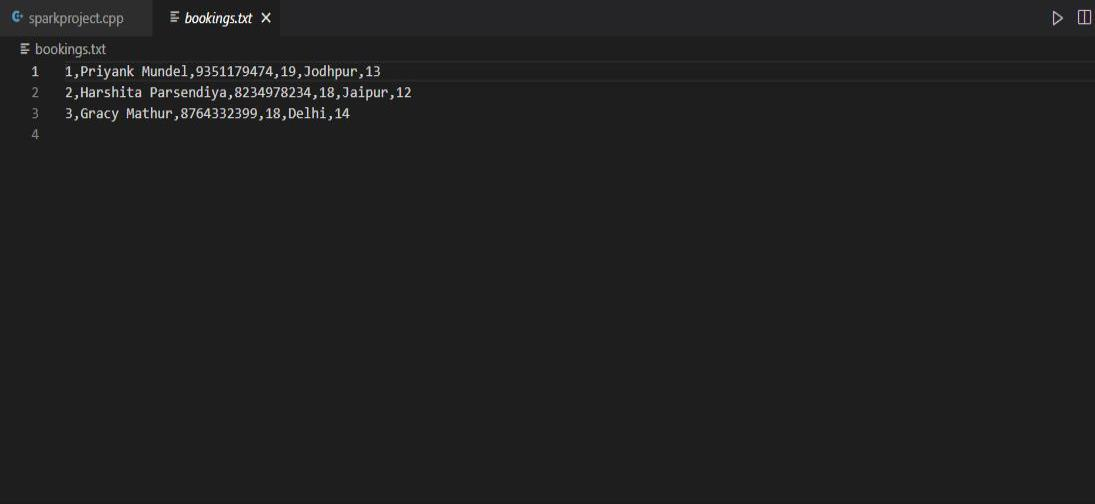 sparkproject.cpp bookings.txt
bookings.txt
1 1,Priyank Mundel,9351179474,19,Jodhpur,13
2 2,Harshita Parsendiya,8234978234,18,Jaipur,12
3 3,Gracy Mathur,8764332399,18,Delhi,14
4